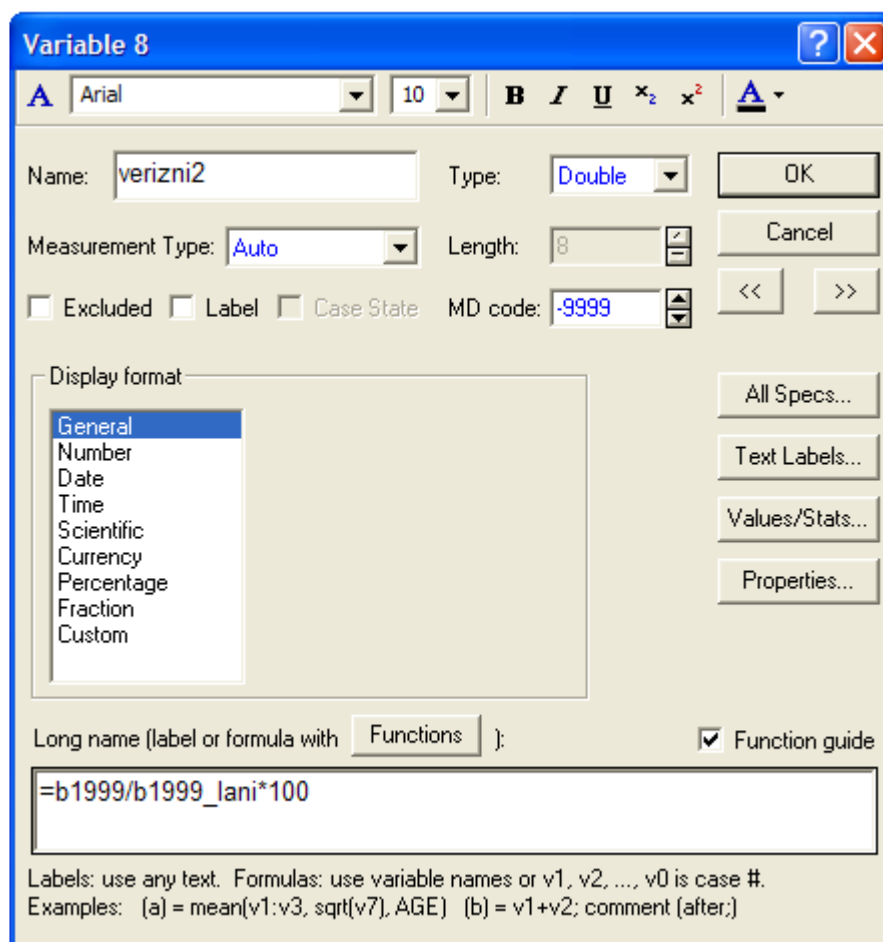 Variable 8
A Arial 10 B I U x2 x2 A
Name: verizni2 Type: Double OK
Measurement Type: Auto Length: 8 Cancel
Excluded Label Case State MD code: -9999 << >>
Display format
General
Number
Date
Time
Scientific
Currency
Percentage
Fraction
Custom
All Specs...
Text Labels...
Values/Stats...
Properties...
Long name (label or formula with Functions ): Function guide
=b1999/b1999_lani*100
Labels: use any text. Formulas: use variable names or v1, v2, ..., v0 is case #.
Examples: (a) = mean(v1:v3, sqrt(v7), AGE) (b) = v1+v2; comment (after;)